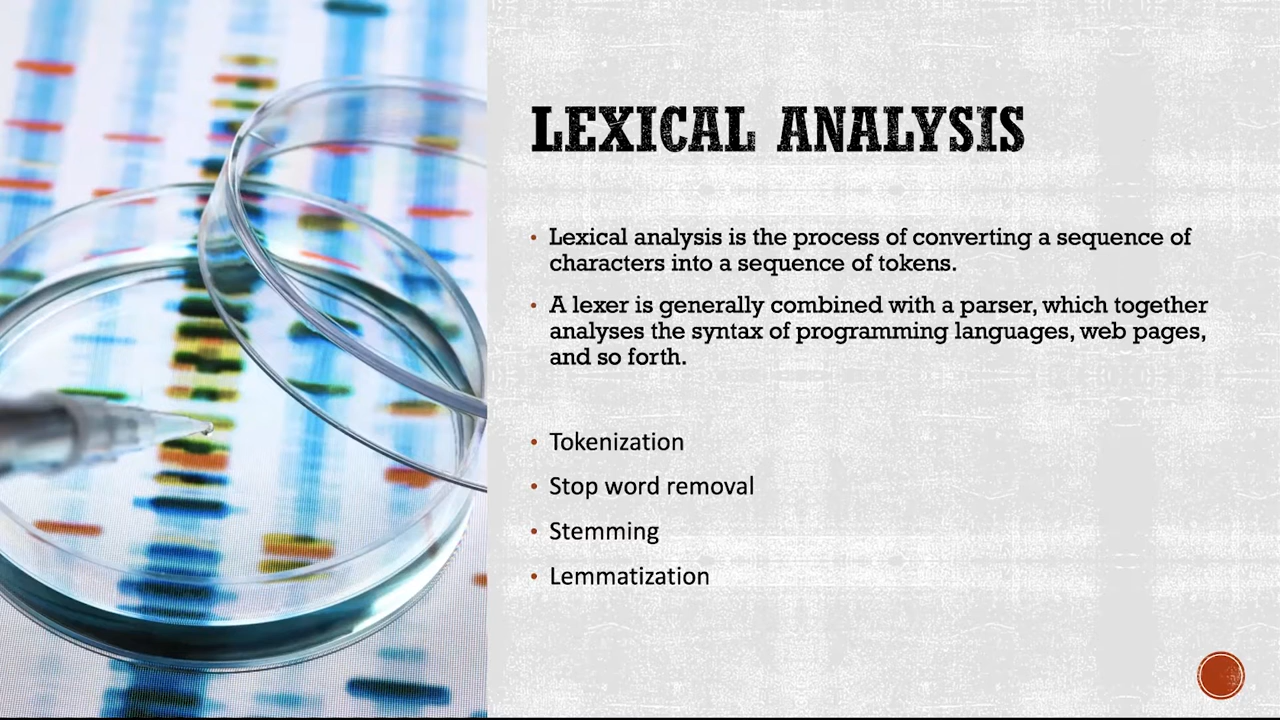 LEXICAL ANALYSIS
• Lexical analysis is the process of converting a sequence of
characters into a sequence of tokens.
• A lexer is generally combined with a parser, which together
analyses the syntax of programming languages, web pages,
and so forth.
• Tokenization
• Stop word removal
• Stemming
• Lemmatization